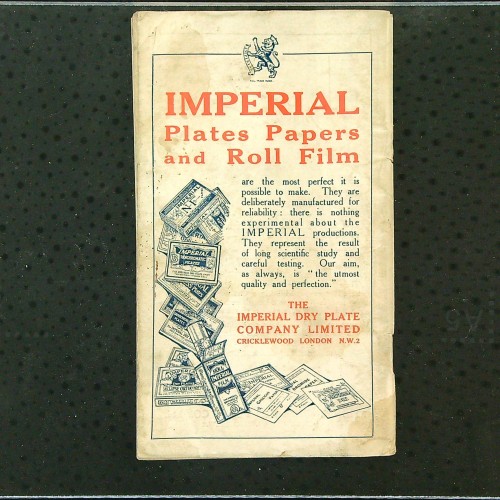 IMPERIAL
Plates Papers
and Roll Film
are the most perfect it is
possible to make. They are
deliberately manufactured for
reliability : there is nothing
experimental about the
IMPERIAL productions.
They represent the result
of long scientific study and
careful testing. Our aim,
as always, is "the utmost
quality and perfection."
THE
IMPERIAL DRY PLATE
COMPANY LIMITED
CRICKLEWOOD LONDON N.W.2
IMPERIAL